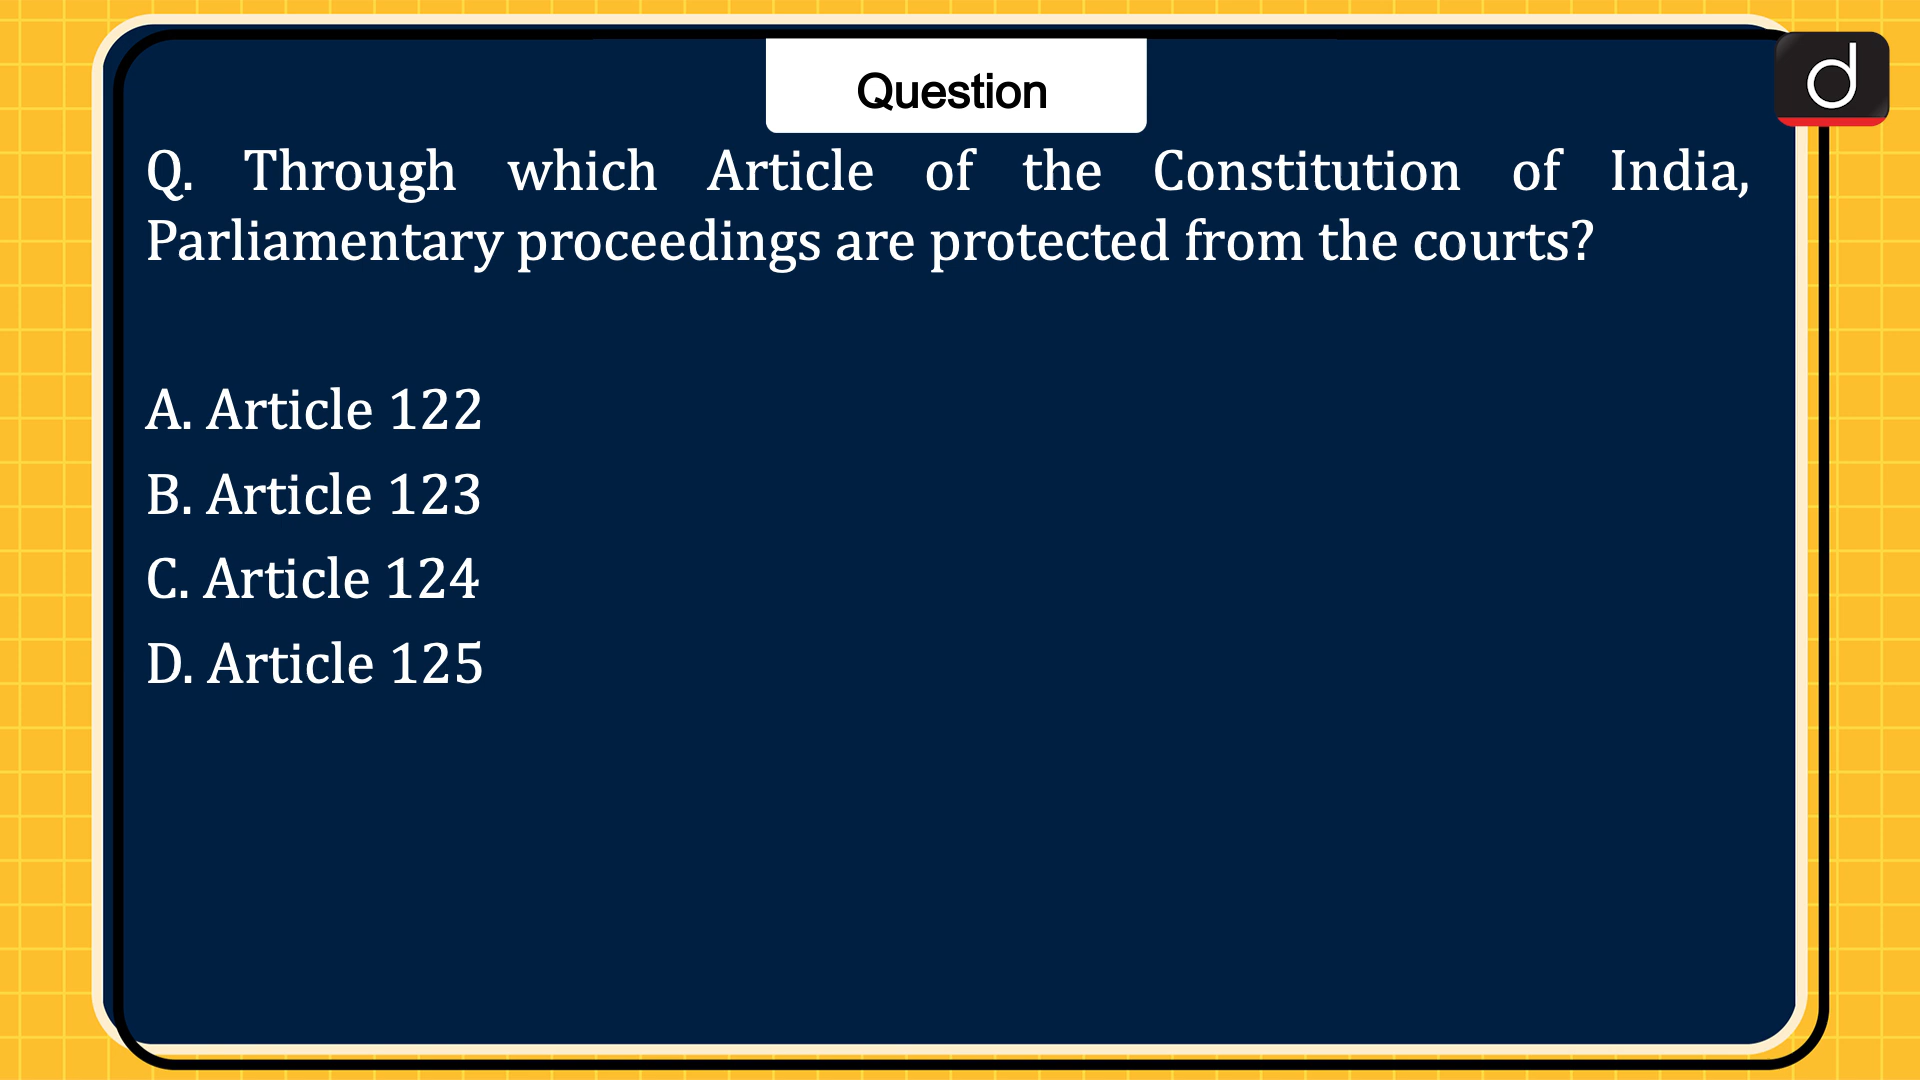 Question
d
Q. Through which Article of the Constitution of India,
Parliamentary proceedings are protected from the courts?
A. Article 122
B. Article 123
C. Article 124
D. Article 125